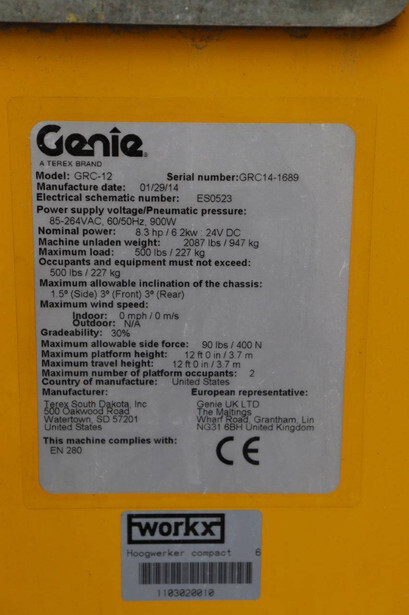 Genie
A TEREX BRAND
Model: GRC-12 Serial number:GRC14-1689
Manufacture date: 01/29/14
Electrical schematic number: ES0523
Power supply voltage/Pneumatic pressure:
85-264VAC, 60/50Hz, 900W
Nominal power: 8.3 hp / 6.2kw 24V DC
Machine unladen weight: 2087 lbs / 947 kg
Maximum load: 500 lbs / 227 kg
Occupants and equipment must not exceed:
500 lbs / 227 kg
Maximum allowable inclination of the chassis:
1.5º (Side) 3º (Front) 3º (Rear)
Maximum wind speed:
Indoor: 0 mph / 0 m/s
Outdoor: N/A
Gradeability: 30%
Maximum allowable side force: 90 lbs / 400 N
Maximum platform height: 12 ft 0 in / 3.7 m
Maximum travel height: 12 ft 0 in / 3.7 m
Maximum number of platform occupants: 2
Country of manufacture: United States
Manufacturer: European representative:
Terex South Dakota, Inc Genie UK LTD
500 Oakwood Road The Maltings
Watertown, SD 57201 Wharf Road, Grantham, Lin
United States NG31 6BH United Kingdom
This machine complies with:
EN 280
CE
workx
Hoogwerker compact 6
1103020010